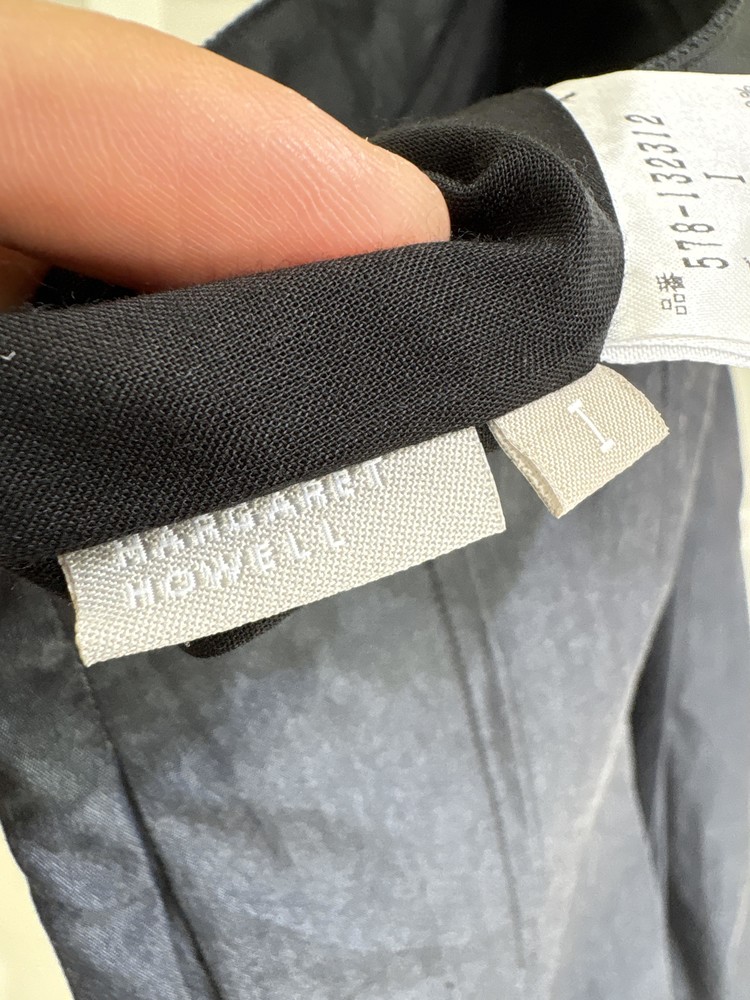 MARGARET
HOWELL
I
品番 578-132312
I